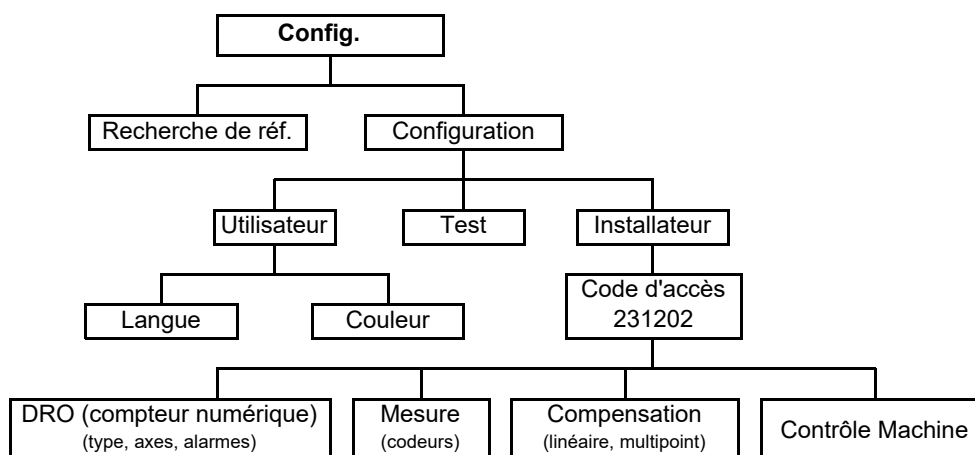 Config.
Recherche de réf.
Configuration
Utilisateur
Test
Installateur
Langue
Couleur
Code d'accès
231202
DRO (compteur numérique)
(type, axes, alarmes)
Mesure
(codeurs)
Compensation
(linéaire, multipoint)
Contrôle Machine